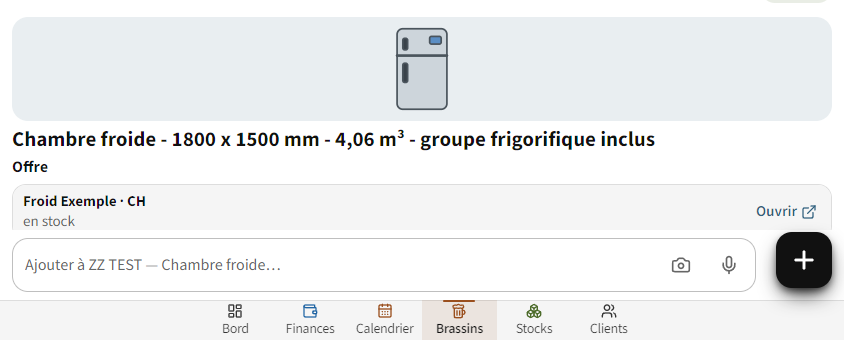 Chambre froide - 1800 x 1500 mm - 4,06 m³ - groupe frigorifique inclus
Offre
Froid Exemple · CH
en stock
Ouvrir
Ajouter à ZZ TEST — Chambre froide…
Bord
Finances
Calendrier
Brassins
Stocks
Clients